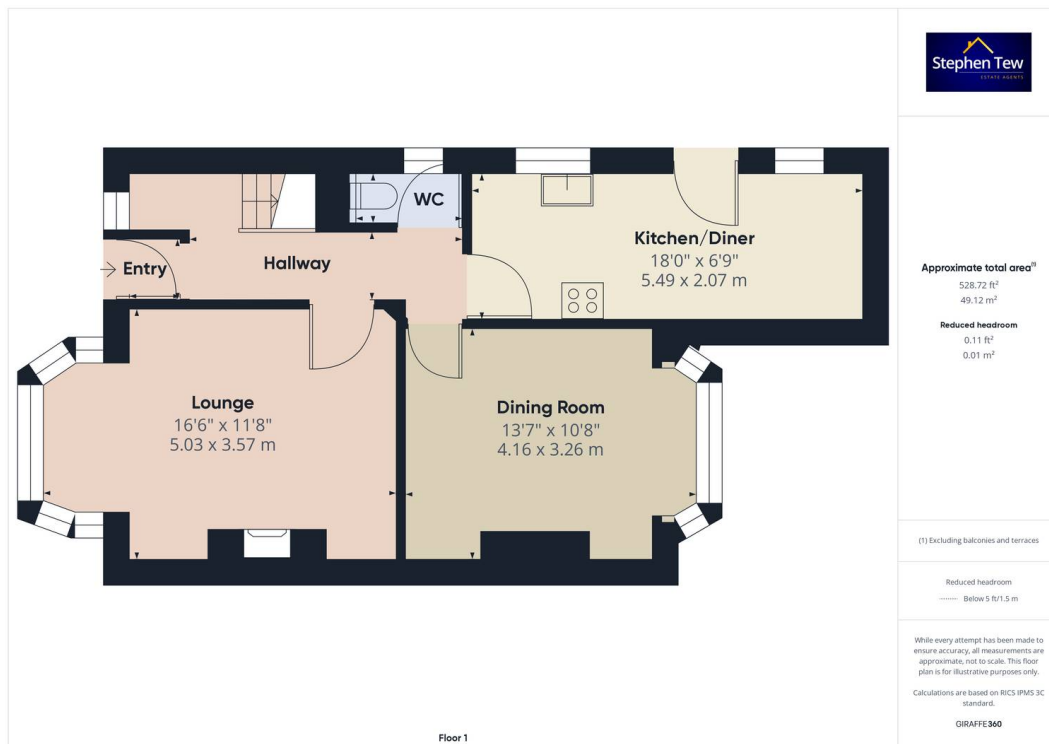 Stephen Tew
ESTATE AGENTS
WC
Kitchen/Diner
18'0" x 6'9"
5.49 x 2.07 m
Entry
Hallway
Lounge
16'6" x 11'8"
5.03 x 3.57 m
Dining Room
13'7" x 10'8"
4.16 x 3.26 m
Floor 1
Approximate total area(1)
528.72 ft²
49.12 m²
Reduced headroom
0.11 ft²
0.01 m²
(1) Excluding balconies and terraces
Reduced headroom
Below 5 ft/1.5 m
While every attempt has been made to
ensure accuracy, all measurements are
approximate, not to scale. This floor
plan is for illustrative purposes only.
Calculations are based on RICS IPMS 3C
standard.
GIRAFFE360